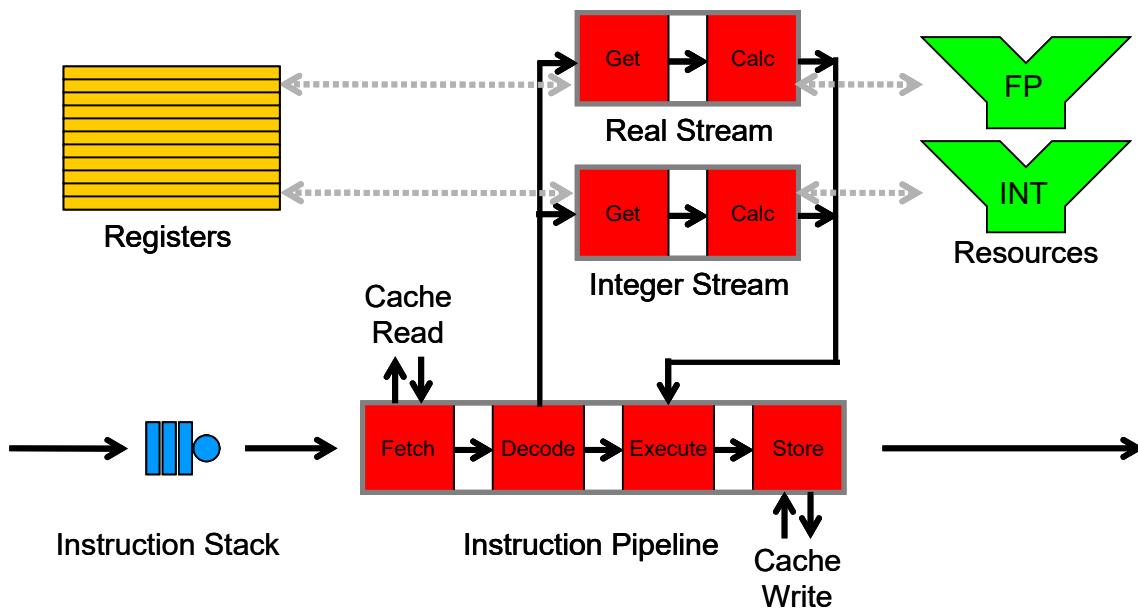 Get
Calc
FP
Real Stream
Get
Calc
INT
Registers
Resources
Integer Stream
Cache
Read
Fetch
Decode
Execute
Store
Instruction Stack
Instruction Pipeline
Cache
Write